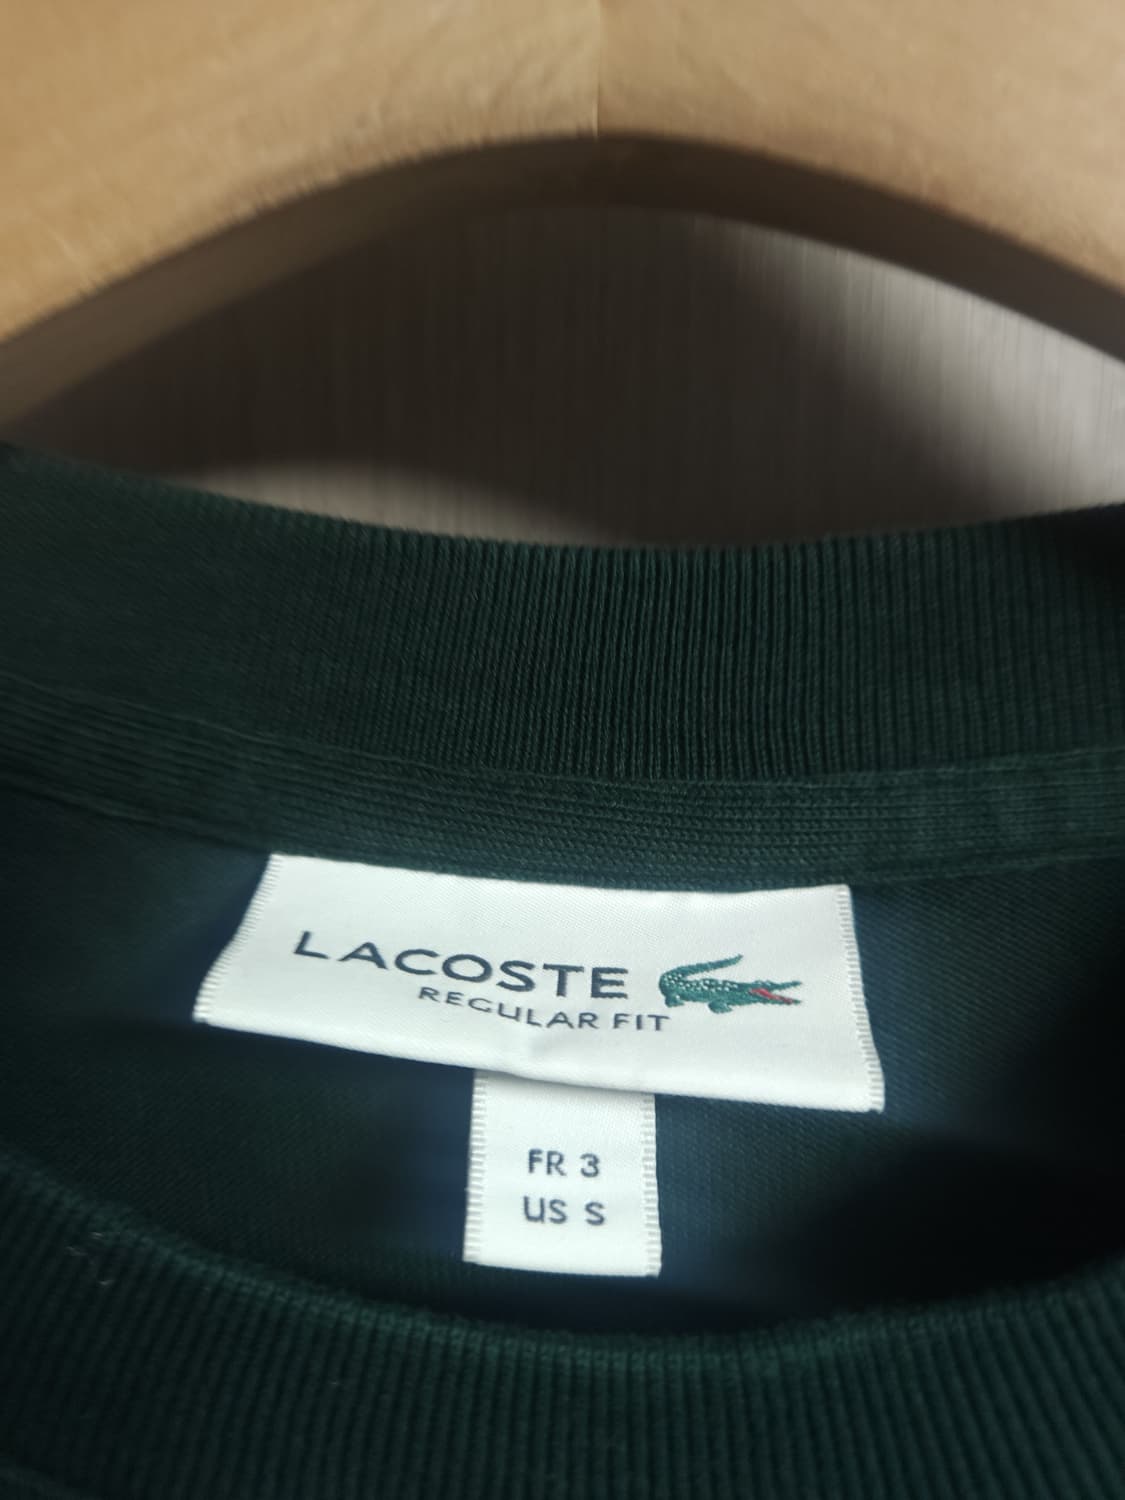 LACOSTE
REGULAR FIT
FR 3
US S